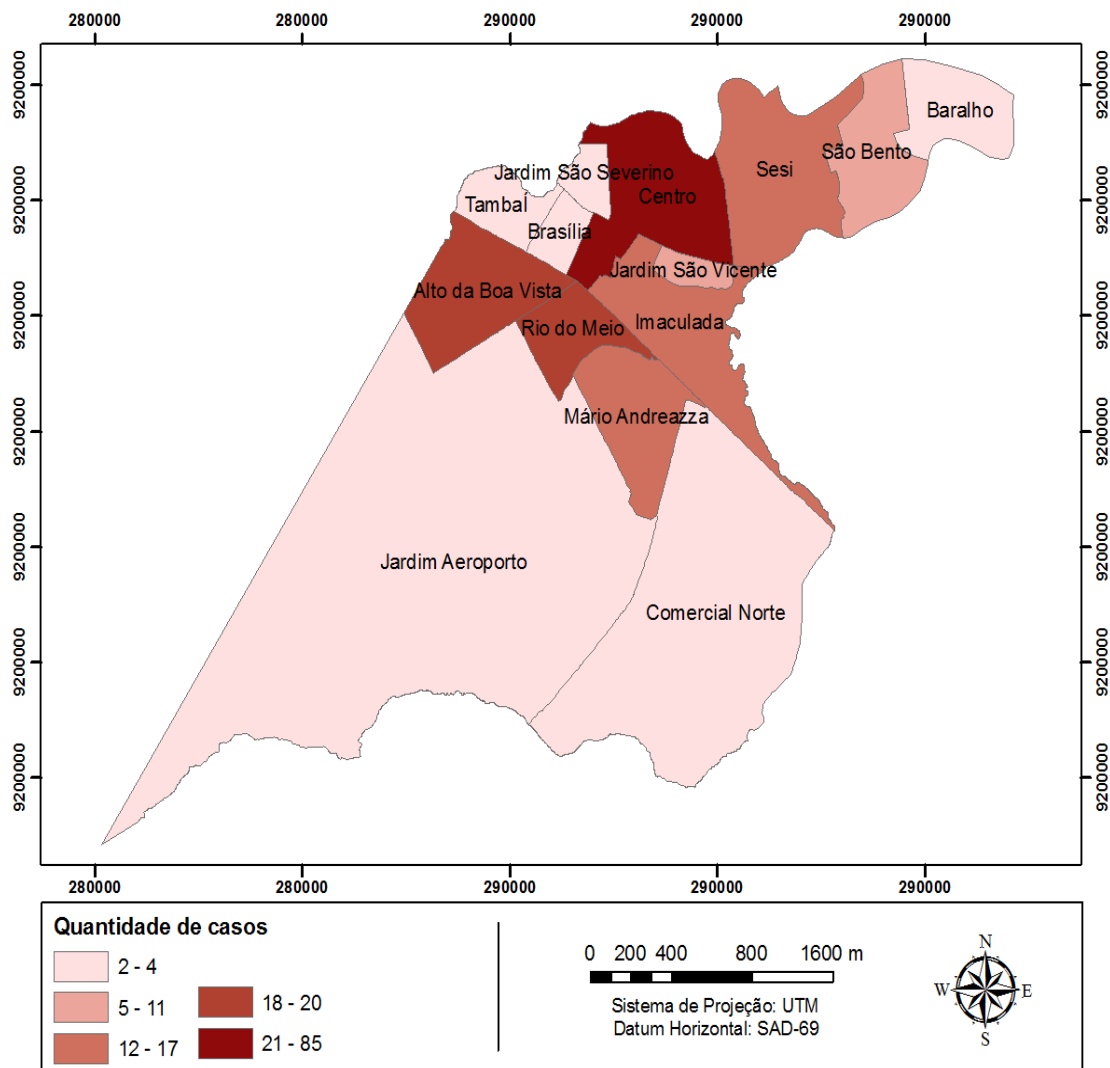 280000 280000 290000 290000 290000
9200000 9200000
9200000 9200000
9200000 9200000
9200000 9200000
9200000 9200000
9200000 9200000
9200000 9200000
Baralho
São Bento
Sesi
Jardim São Severino
Centro
Tambaí
Brasília
Jardim São Vicente
Alto da Boa Vista
Rio do Meio
Imaculada
Mário Andreazza
Jardim Aeroporto
Comercial Norte
280000 280000 290000 290000 290000
Quantidade de casos
2 - 4
5 - 11
12 - 17
18 - 20
21 - 85
0 200 400 800 1600 m
Sistema de Projeção: UTM
Datum Horizontal: SAD-69
N
W E
S